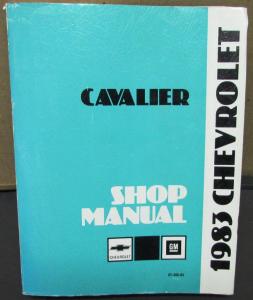 CAVALIER
SHOP
MANUAL
CHEVROLET
GM
1983 CHEVROLET